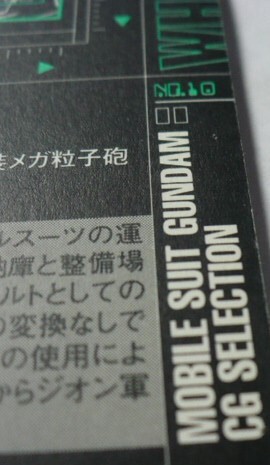 装メガ粒子砲
ルスーツの運
納庫と整備場
ルトとしての
の変換なしで
の使用によ
からジオン軍
WH
No.10
MOBILE SUIT GUNDAM
CG SELECTION